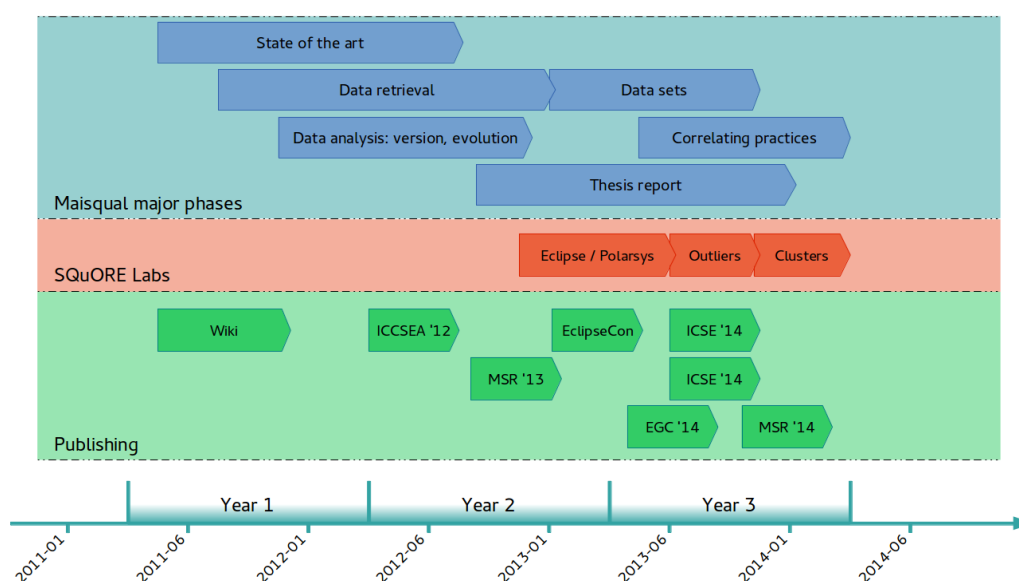 State of the art
Data retrieval
Data sets
Data analysis: version, evolution
Correlating practices
Thesis report
Maisqual major phases
Eclipse / Polarsys
Outliers
Clusters
SQuORE Labs
Wiki
ICCSEA '12
EclipseCon
ICSE '14
MSR '13
ICSE '14
EGC '14
MSR '14
Publishing
Year 1
Year 2
Year 3
2011-01
2011-06
2012-01
2012-06
2013-01
2013-06
2014-01
2014-06